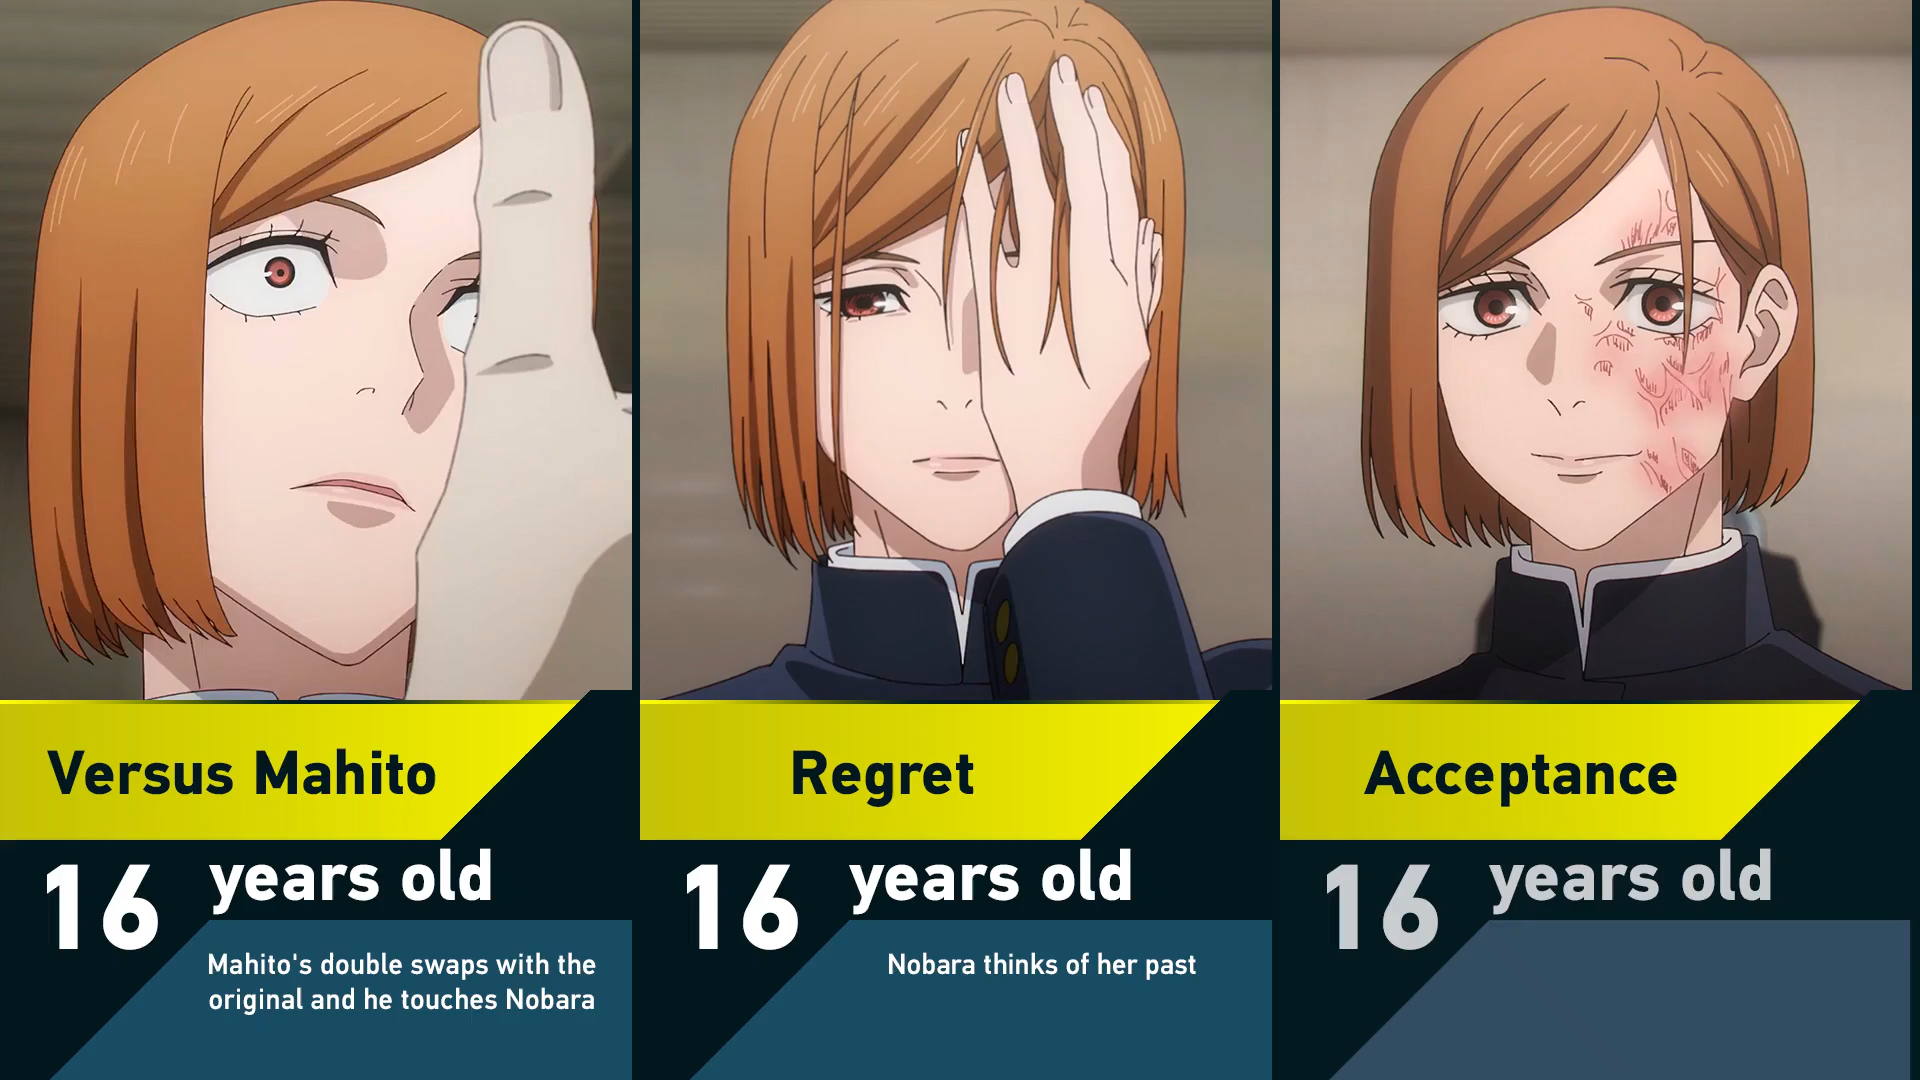 Versus Mahito
16 years old
Mahito's double swaps with the
original and he touches Nobara
Regret
16 years old
Nobara thinks of her past
Acceptance
16 years old